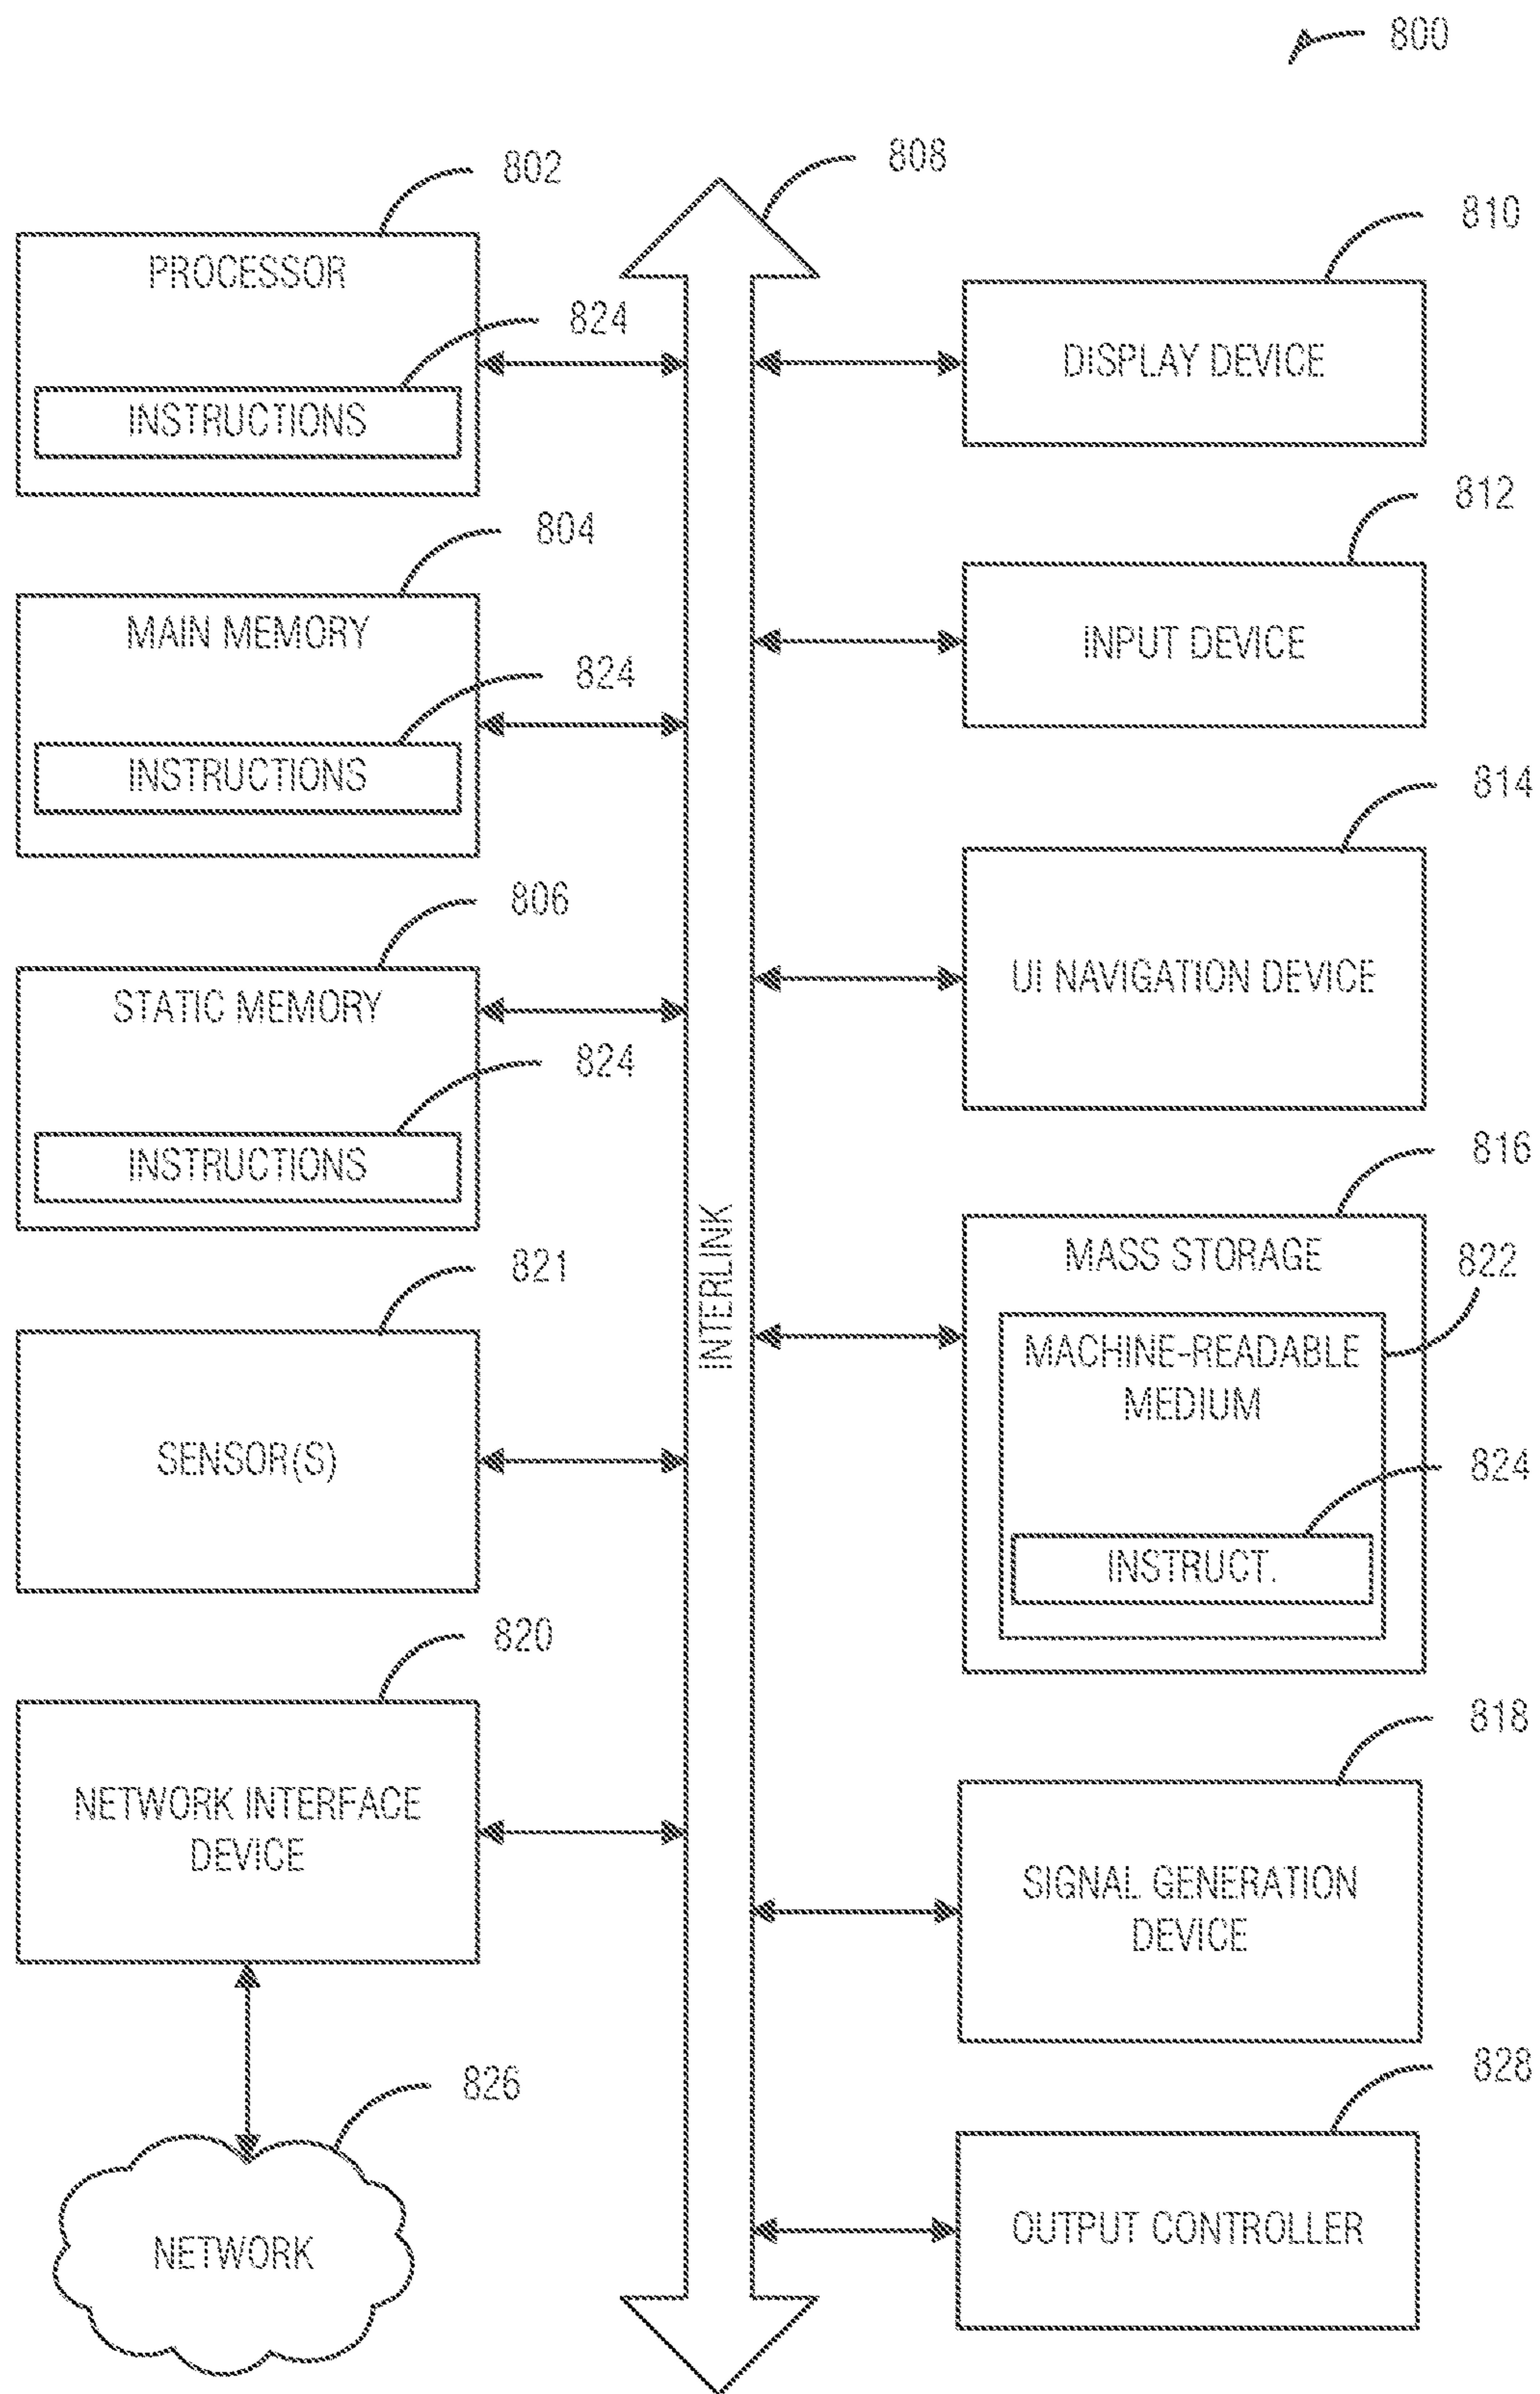 800
802
PROCESSOR
824
INSTRUCTIONS
804
MAIN MEMORY
824
INSTRUCTIONS
806
STATIC MEMORY
824
INSTRUCTIONS
821
SENSOR(S)
820
NETWORK INTERFACE
DEVICE
826
NETWORK
808
INTERLINK
810
DISPLAY DEVICE
812
INPUT DEVICE
814
UI NAVIGATION DEVICE
816
MASS STORAGE
822
MACHINE-READABLE
MEDIUM
824
INSTRUCT.
818
SIGNAL GENERATION
DEVICE
828
OUTPUT CONTROLLER